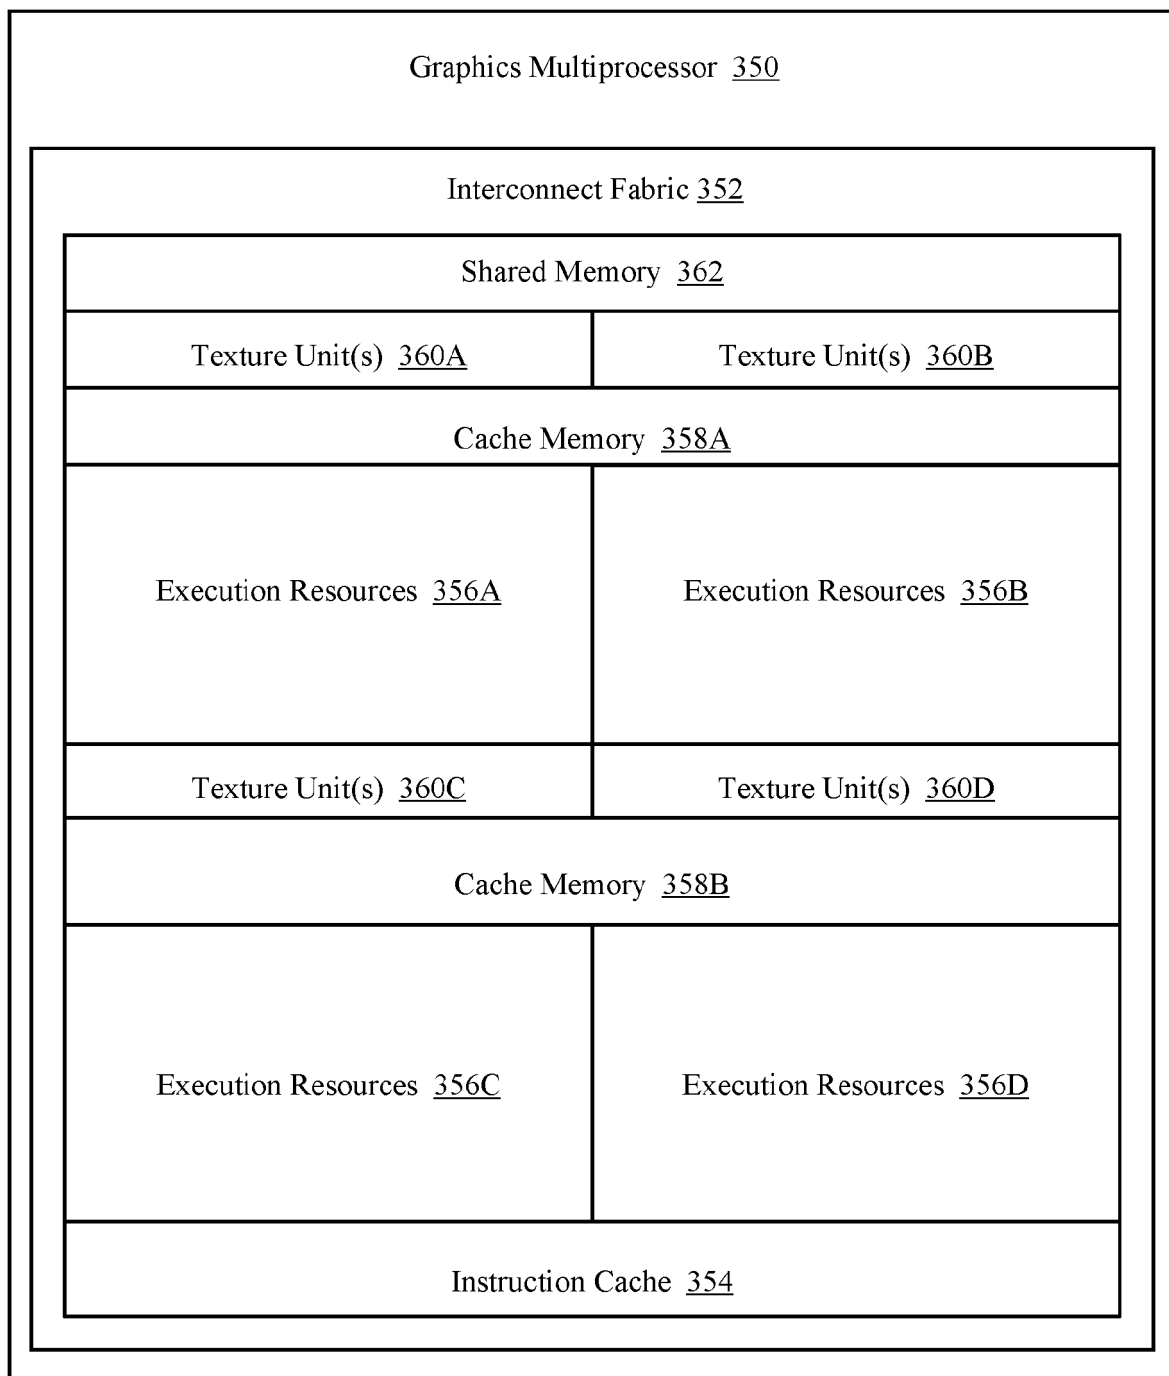 Graphics Multiprocessor 350
Interconnect Fabric 352
Shared Memory 362
Texture Unit(s) 360A
Texture Unit(s) 360B
Cache Memory 358A
Execution Resources 356A
Execution Resources 356B
Texture Unit(s) 360C
Texture Unit(s) 360D
Cache Memory 358B
Execution Resources 356C
Execution Resources 356D
Instruction Cache 354